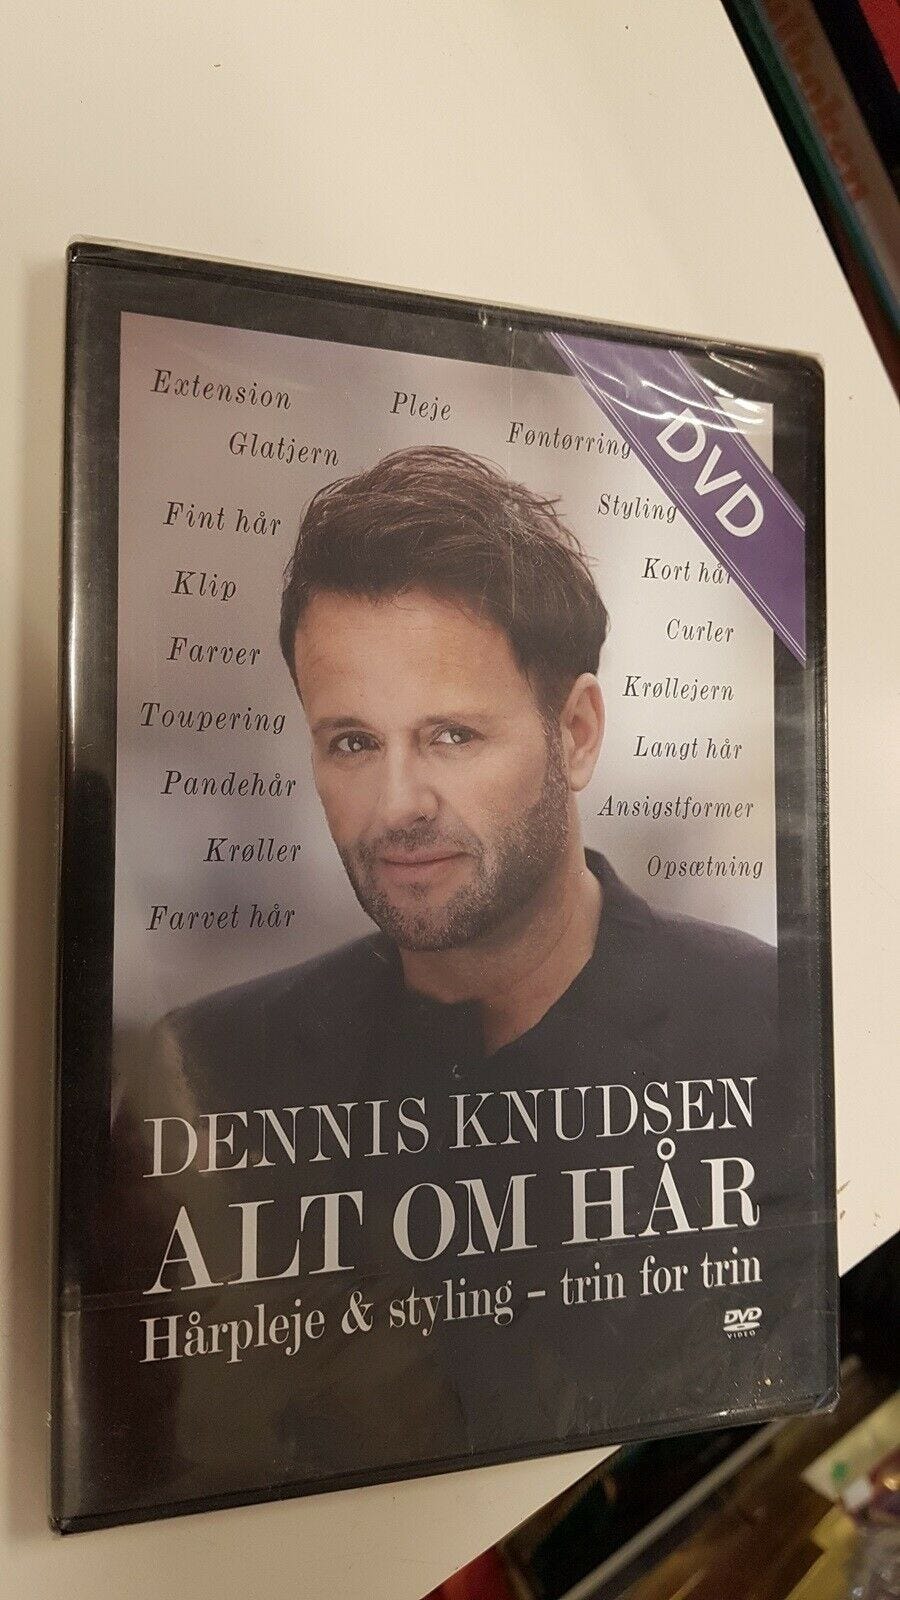 Extension
Pleje
Føntørring
DVD
Glatjern
Styling
Fint hår
Kort hår
Klip
Curler
Farver
Krøllejern
Toupering
Langt hår
Pandehår
Ansigstformer
Krøller
Opsætning
Farvet hår
DENNIS KNUDSEN
ALT OM HÅR
Hårpleje & styling – trin for trin
DVD
VIDEO